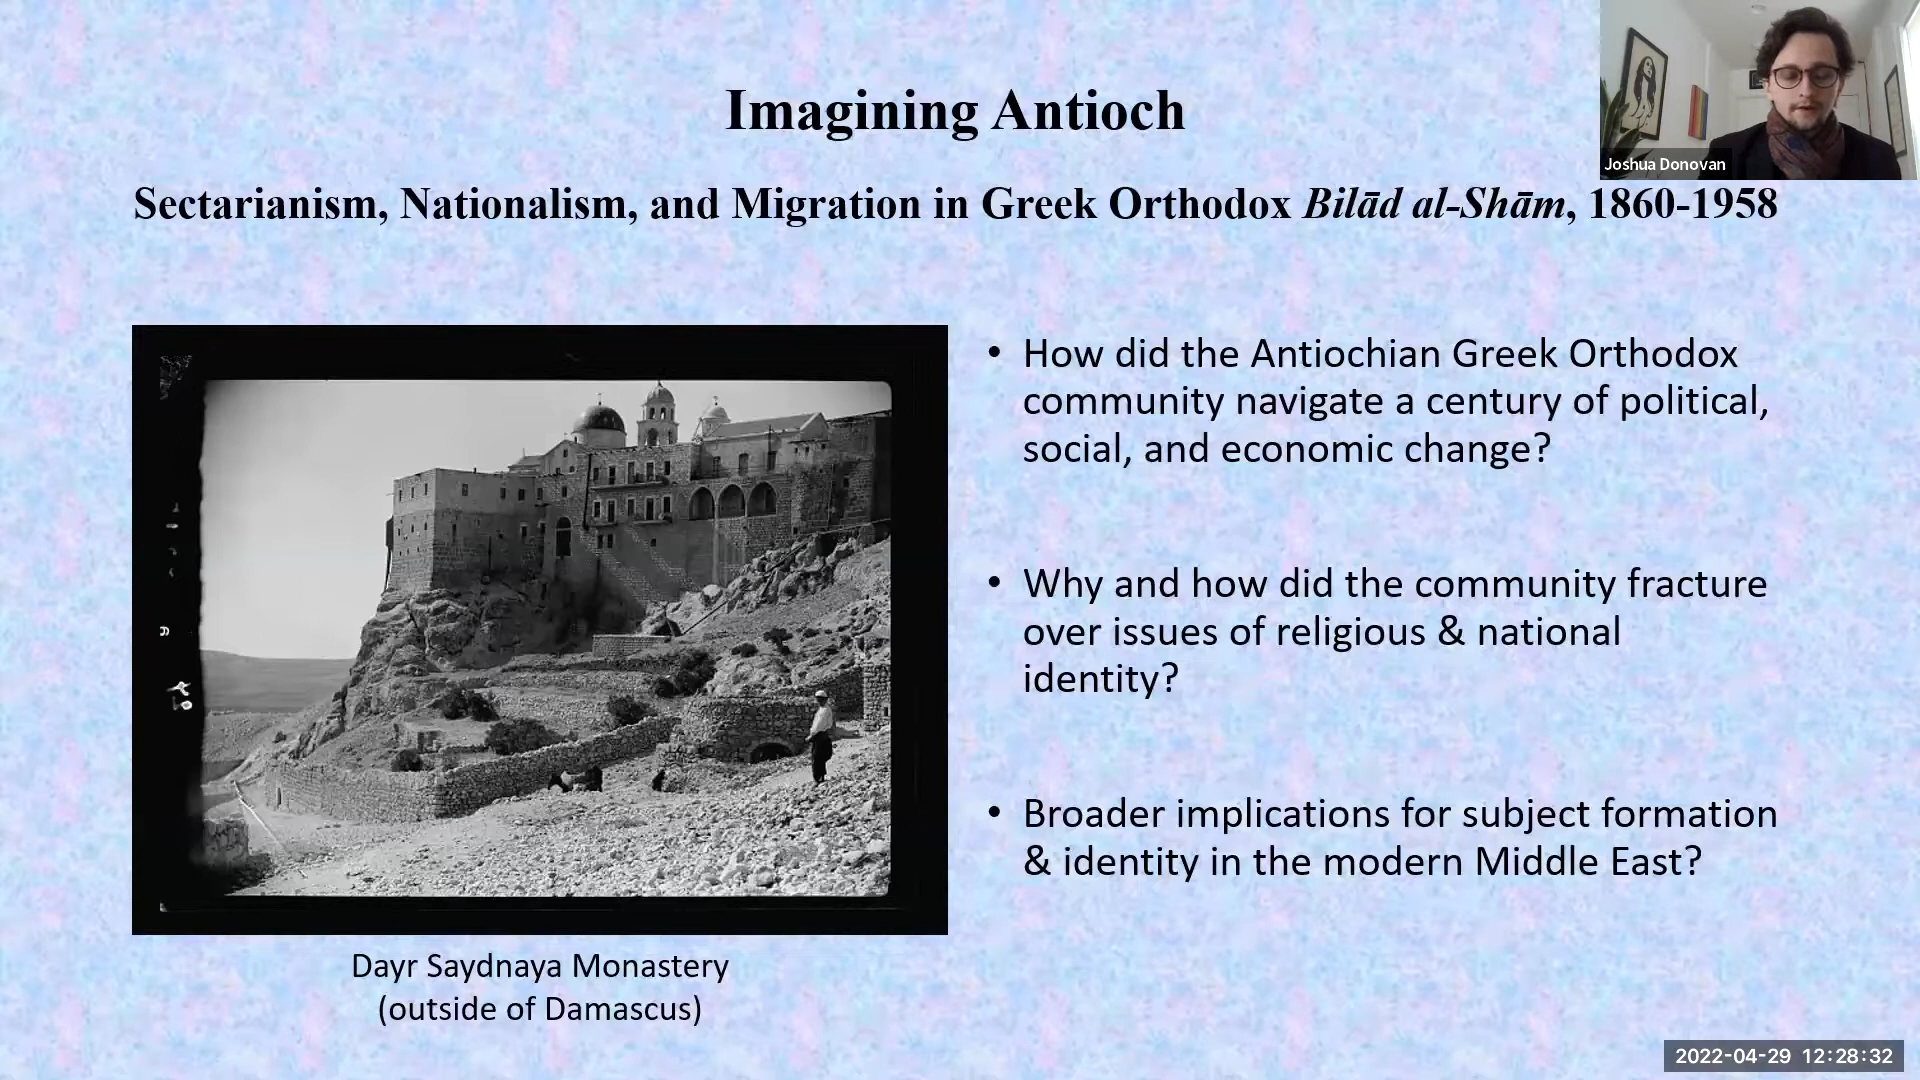 Imagining Antioch
Sectarianism, Nationalism, and Migration in Greek Orthodox Bilād al-Shām, 1860-1958
Joshua Donovan
• How did the Antiochian Greek Orthodox
community navigate a century of political,
social, and economic change?
• Why and how did the community fracture
over issues of religious & national
identity?
• Broader implications for subject formation
& identity in the modern Middle East?
Dayr Saydnaya Monastery
(outside of Damascus)
2022-04-29 12:28:32